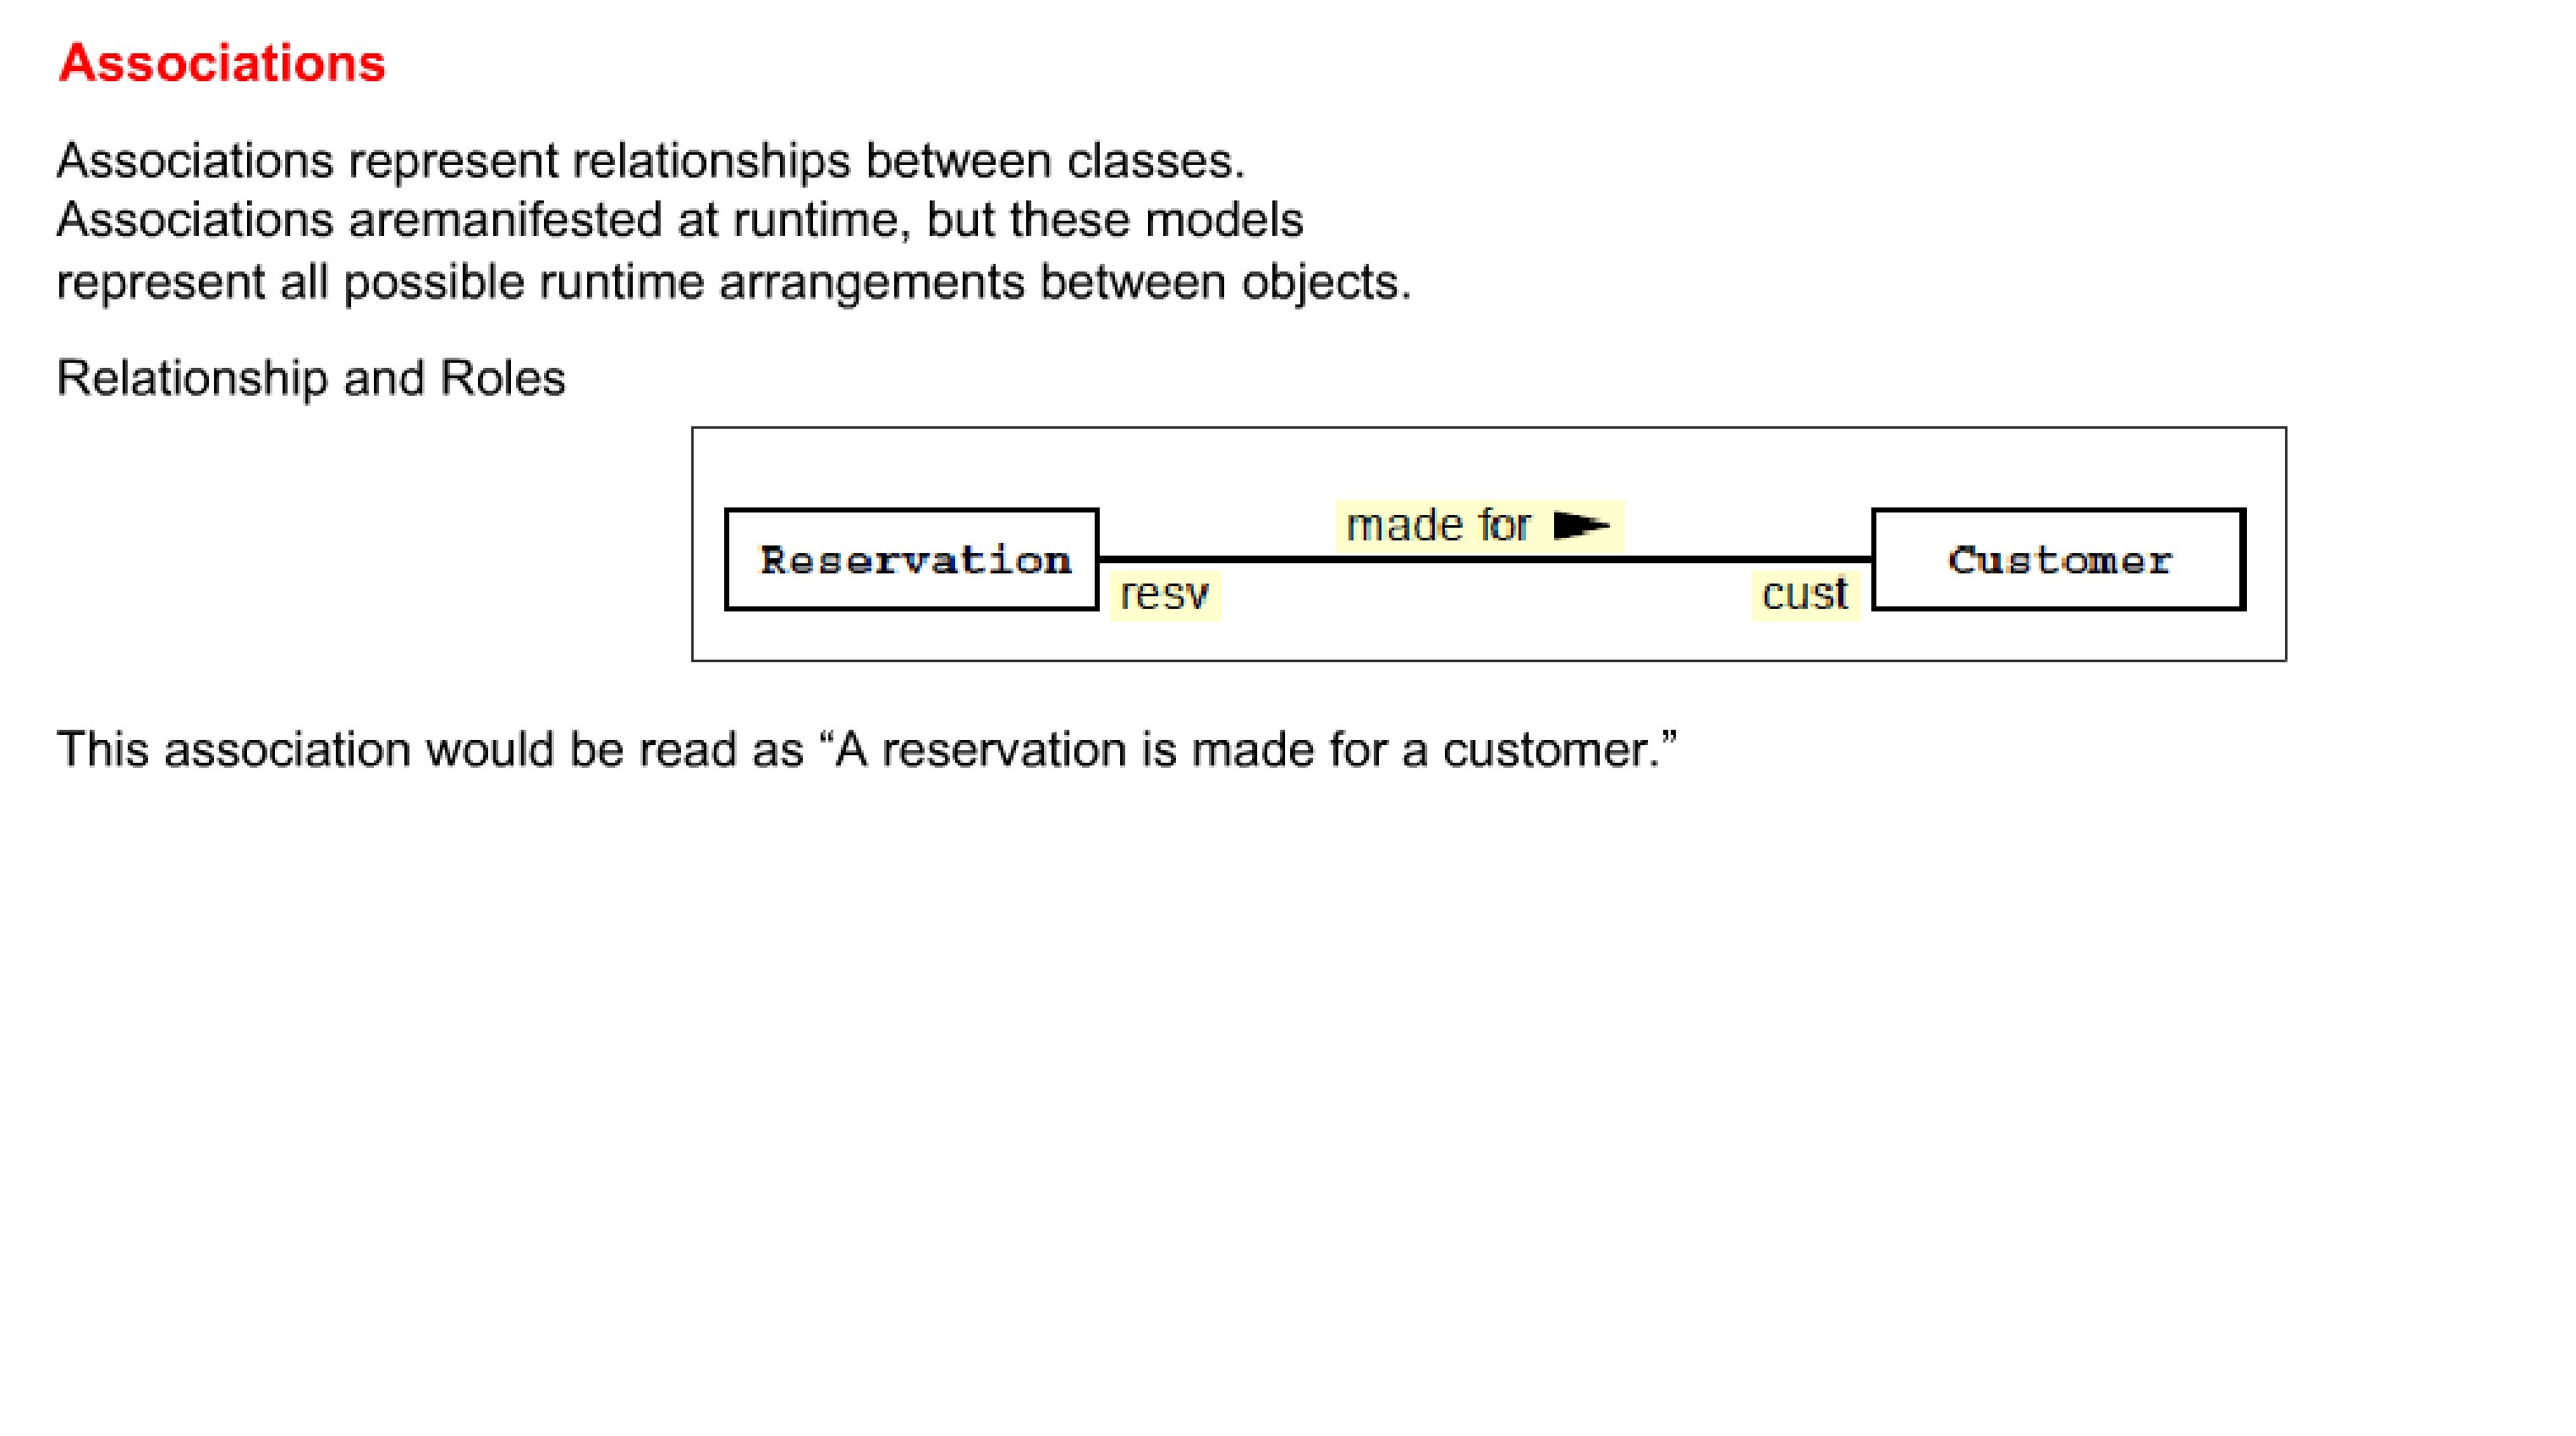 Associations
Associations represent relationships between classes.
Associations aremanifested at runtime, but these models
represent all possible runtime arrangements between objects.
Relationship and Roles
made for ►
Reservation
Customer
resv
cust
This association would be read as “A reservation is made for a customer.”